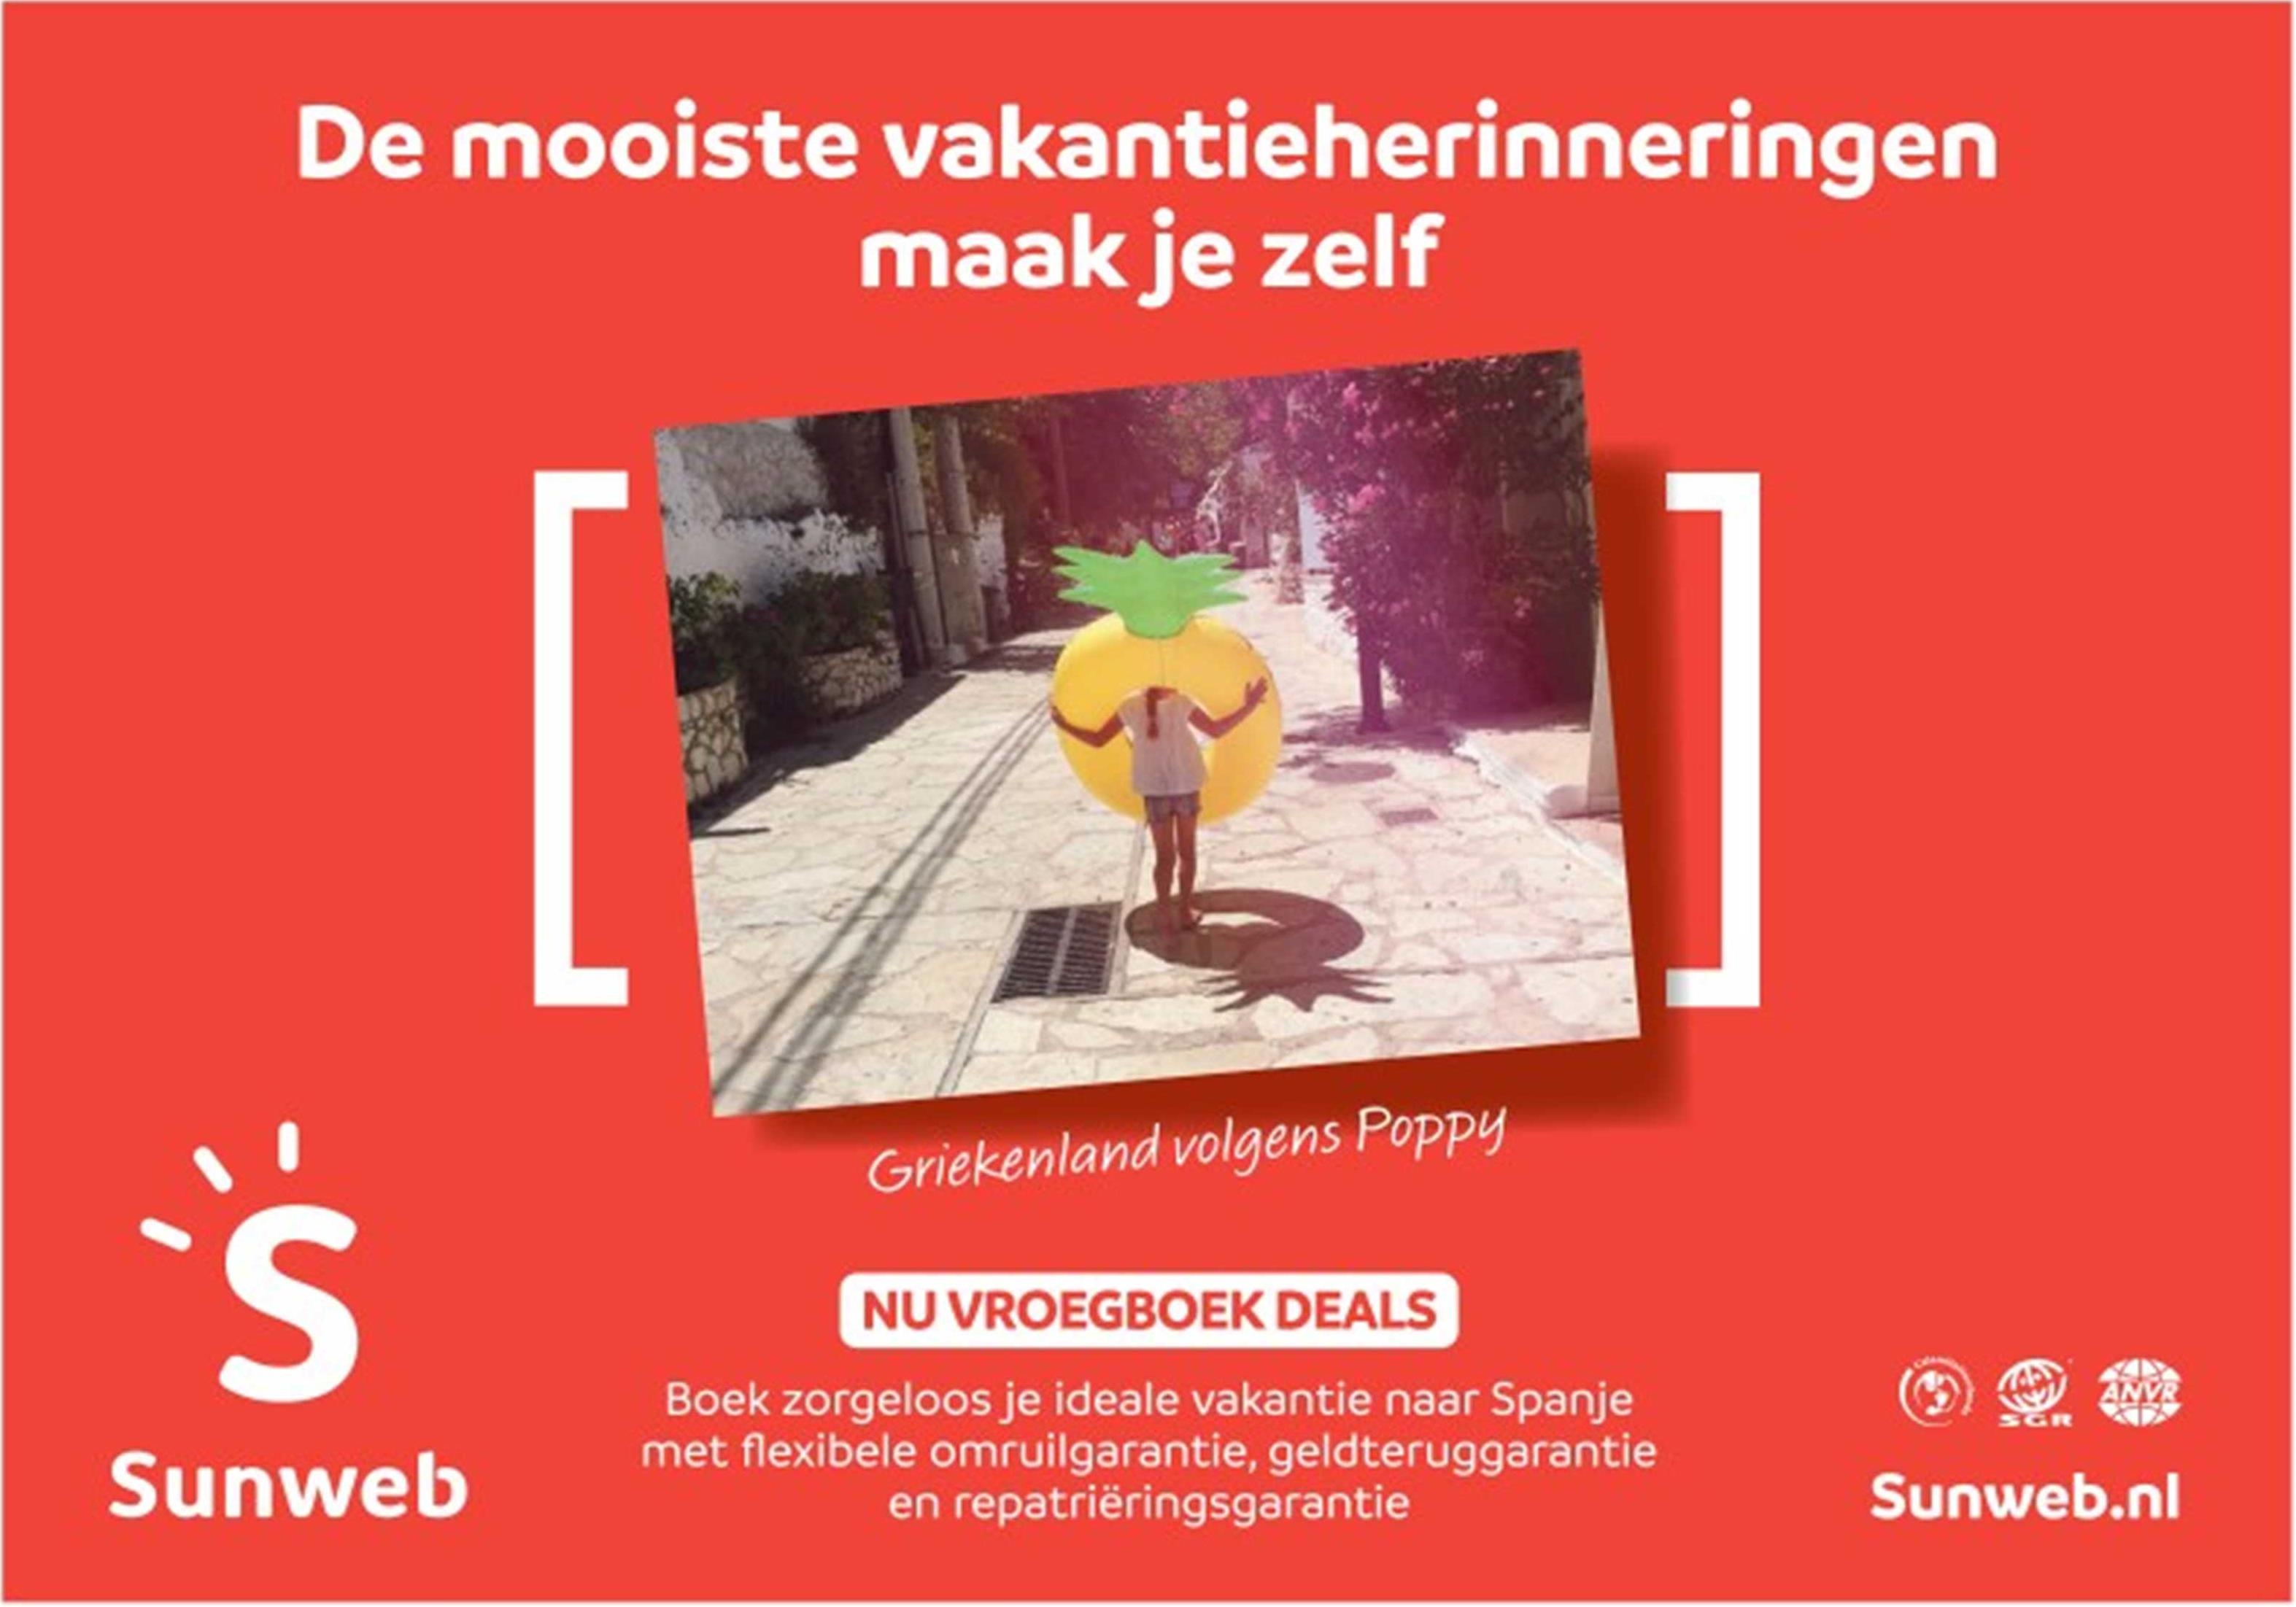 De mooiste vakantieherinneringen
maak je zelf
Griekenland volgens Poppy
S
Sunweb
NU VROEGBOEK DEALS
Boek zorgeloos je ideale vakantie naar Spanje
met flexibele omruilgarantie, geldteruggarantie
en repatriëringsgarantie
SGR
ANVR
Sunweb.nl